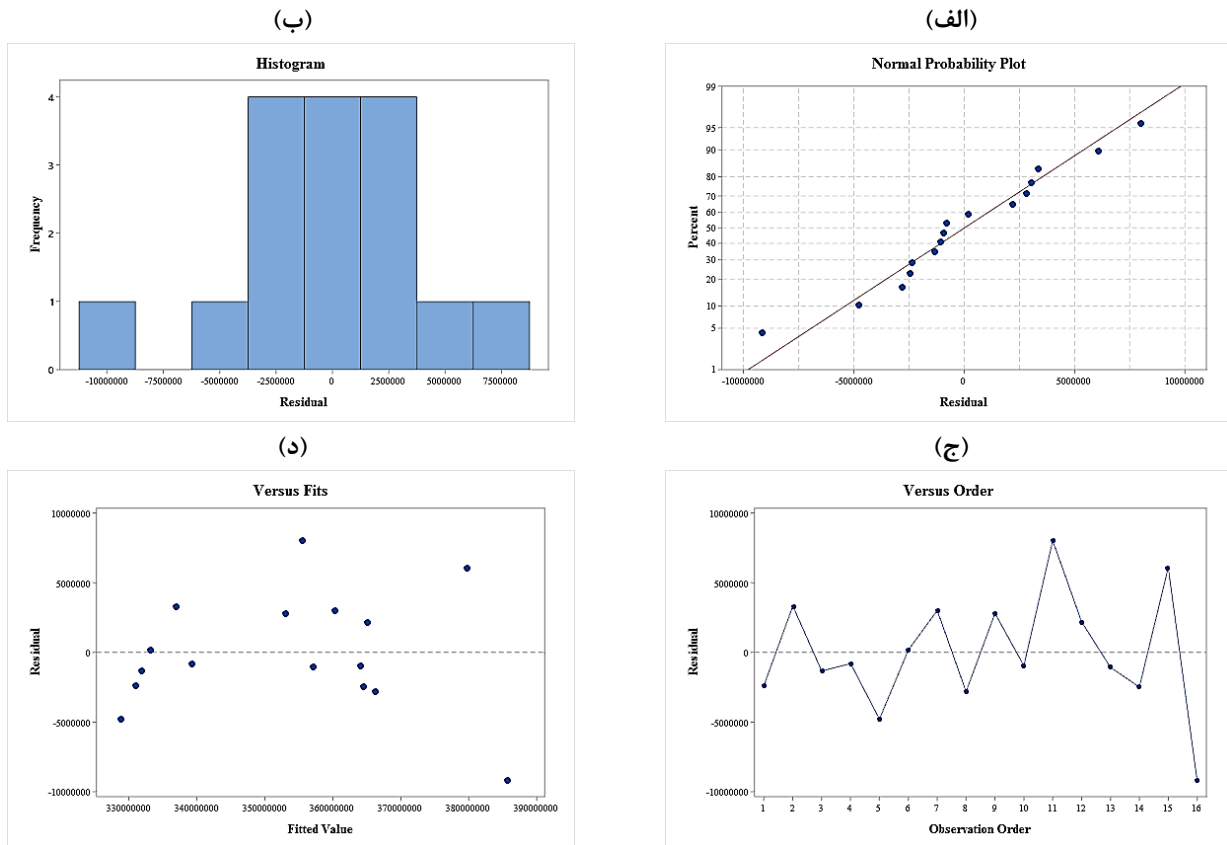 (الف)
Normal Probability Plot
99
95
90
80
70
60
50
40
30
20
10
5
1
Percent
-10000000 -5000000 0 5000000 10000000
Residual
(ب)
Histogram
4
3
2
1
0
Frequency
-10000000 -7500000 -5000000 -2500000 0 2500000 5000000 7500000
Residual
(ج)
Versus Order
10000000
5000000
0
-5000000
-10000000
Residual
1 2 3 4 5 6 7 8 9 10 11 12 13 14 15 16
Observation Order
(د)
Versus Fits
10000000
5000000
0
-5000000
-10000000
Residual
330000000 340000000 350000000 360000000 370000000 380000000 390000000
Fitted Value